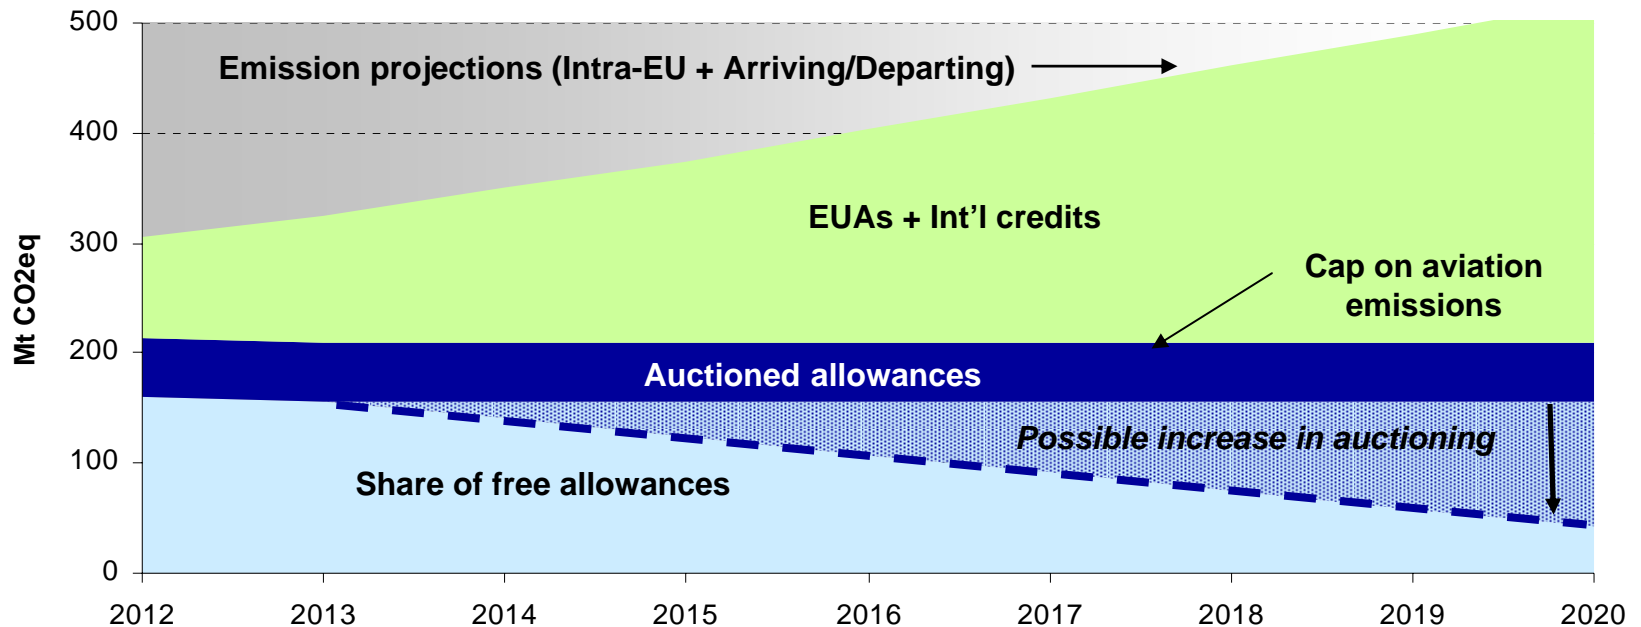 500
Emission projections (Intra-EU + Arriving/Departing)
400
EUAs + Int’l credits
300
Cap on aviation
emissions
Mt CO2eq
200
Auctioned allowances
Possible increase in auctioning
100
Share of free allowances
0
2012 2013 2014 2015 2016 2017 2018 2019 2020